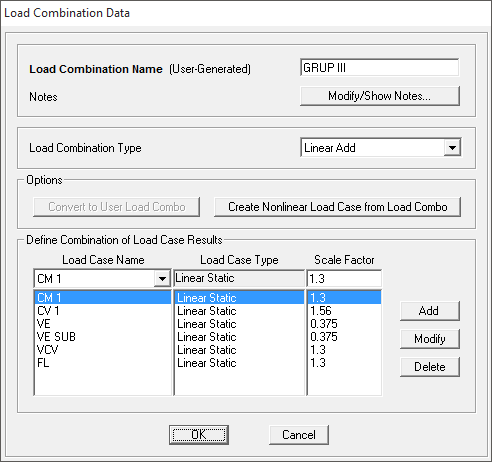 Load Combination Data
Load Combination Name (User-Generated) GRUP III
Notes Modify/Show Notes...
Load Combination Type Linear Add
Options
Convert to User Load Combo Create Nonlinear Load Case from Load Combo
Define Combination of Load Case Results
Load Case Name Load Case Type Scale Factor
CM 1 Linear Static 1.3
CM 1 Linear Static 1.3
CV 1 Linear Static 1.56 Add
VE Linear Static 0.375
VE SUB Linear Static 0.375 Modify
VCV Linear Static 1.3
FL Linear Static 1.3 Delete
OK Cancel